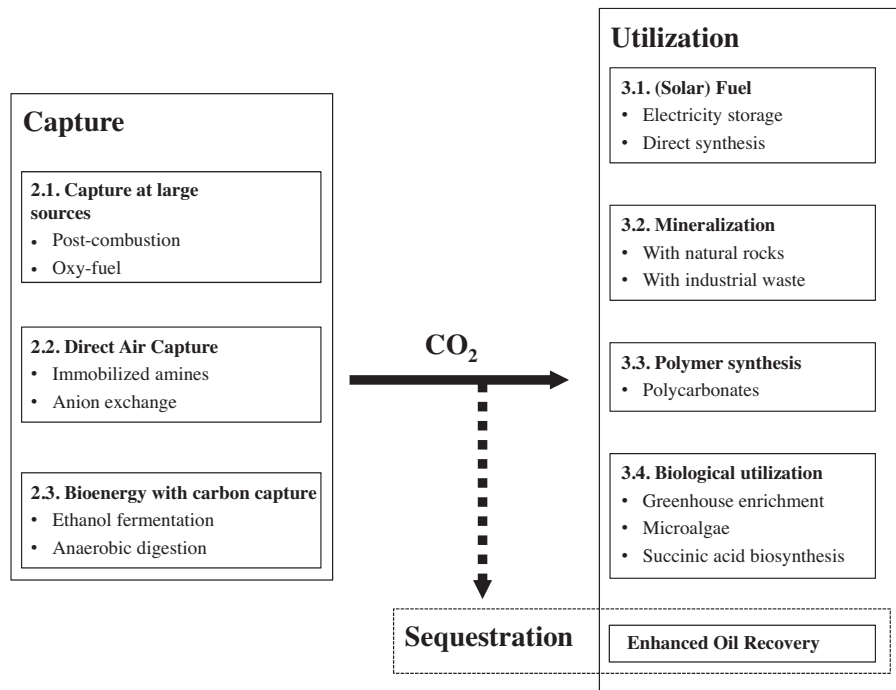 Capture
2.1. Capture at large
sources
• Post-combustion
• Oxy-fuel
2.2. Direct Air Capture
• Immobilized amines
• Anion exchange
2.3. Bioenergy with carbon capture
• Ethanol fermentation
• Anaerobic digestion
CO₂
Utilization
3.1. (Solar) Fuel
• Electricity storage
• Direct synthesis
3.2. Mineralization
• With natural rocks
• With industrial waste
3.3. Polymer synthesis
• Polycarbonates
3.4. Biological utilization
• Greenhouse enrichment
• Microalgae
• Succinic acid biosynthesis
Sequestration
Enhanced Oil Recovery